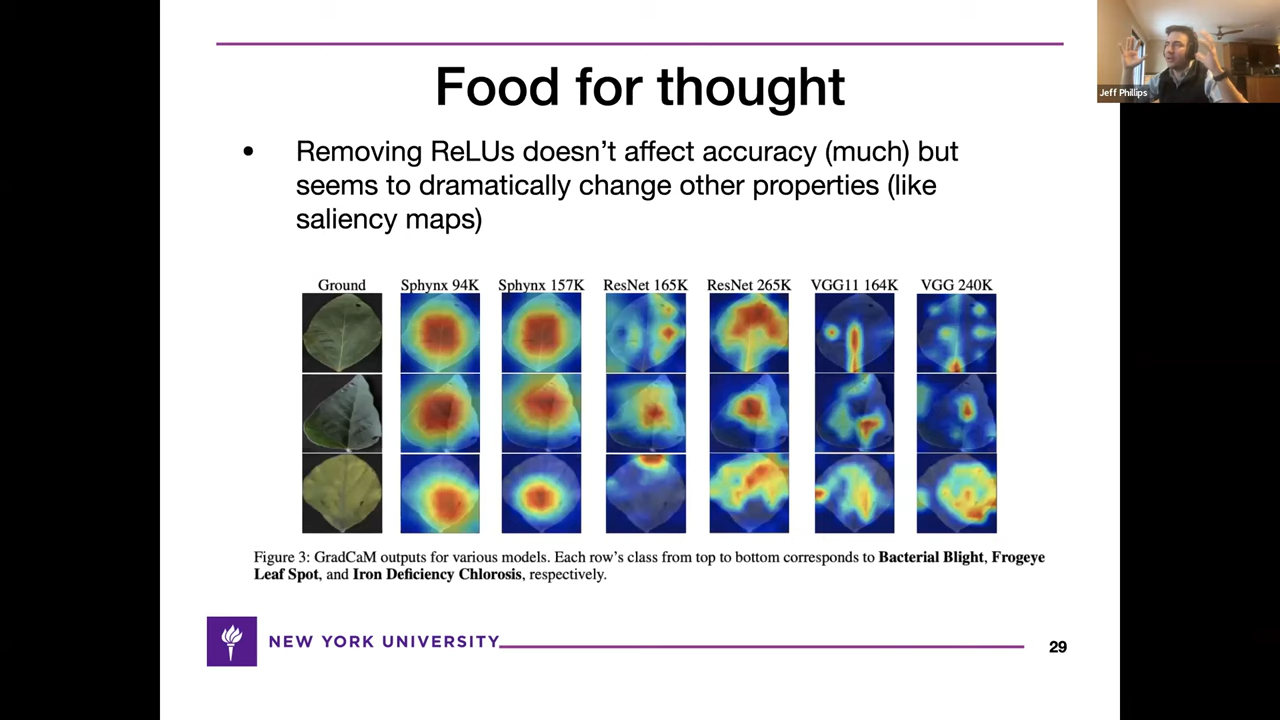 Jeff Phillips
Food for thought
• Removing ReLUs doesn’t affect accuracy (much) but
seems to dramatically change other properties (like
saliency maps)
Ground Sphynx 94K Sphynx 157K ResNet 165K ResNet 265K VGG11 164K VGG 240K
Figure 3: GradCaM outputs for various models. Each row’s class from top to bottom corresponds to Bacterial Blight, Frogeye
Leaf Spot, and Iron Deficiency Chlorosis, respectively.
NEW YORK UNIVERSITY
29